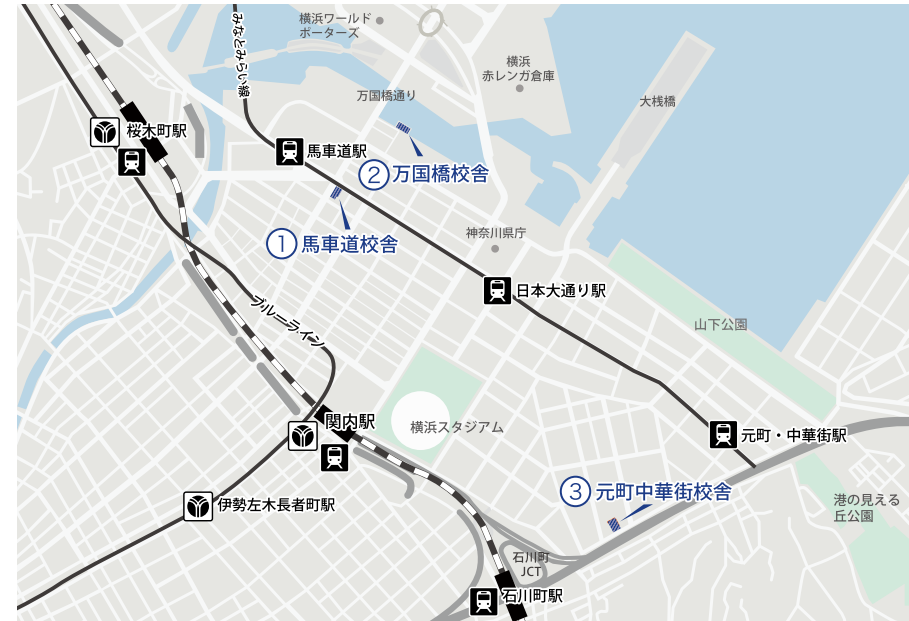 みなとみらい線
横浜ワールド
ポーターズ
横浜
赤レンガ倉庫
万国橋通り
大桟橋
桜木町駅
馬車道駅
②万国橋校舎
①馬車道校舎
神奈川県庁
日本大通り駅
ブルーライン
山下公園
関内駅
横浜スタジアム
元町・中華街駅
③元町中華街校舎
伊勢左木長者町駅
港の見える
丘公園
石川町
JCT
石川町駅